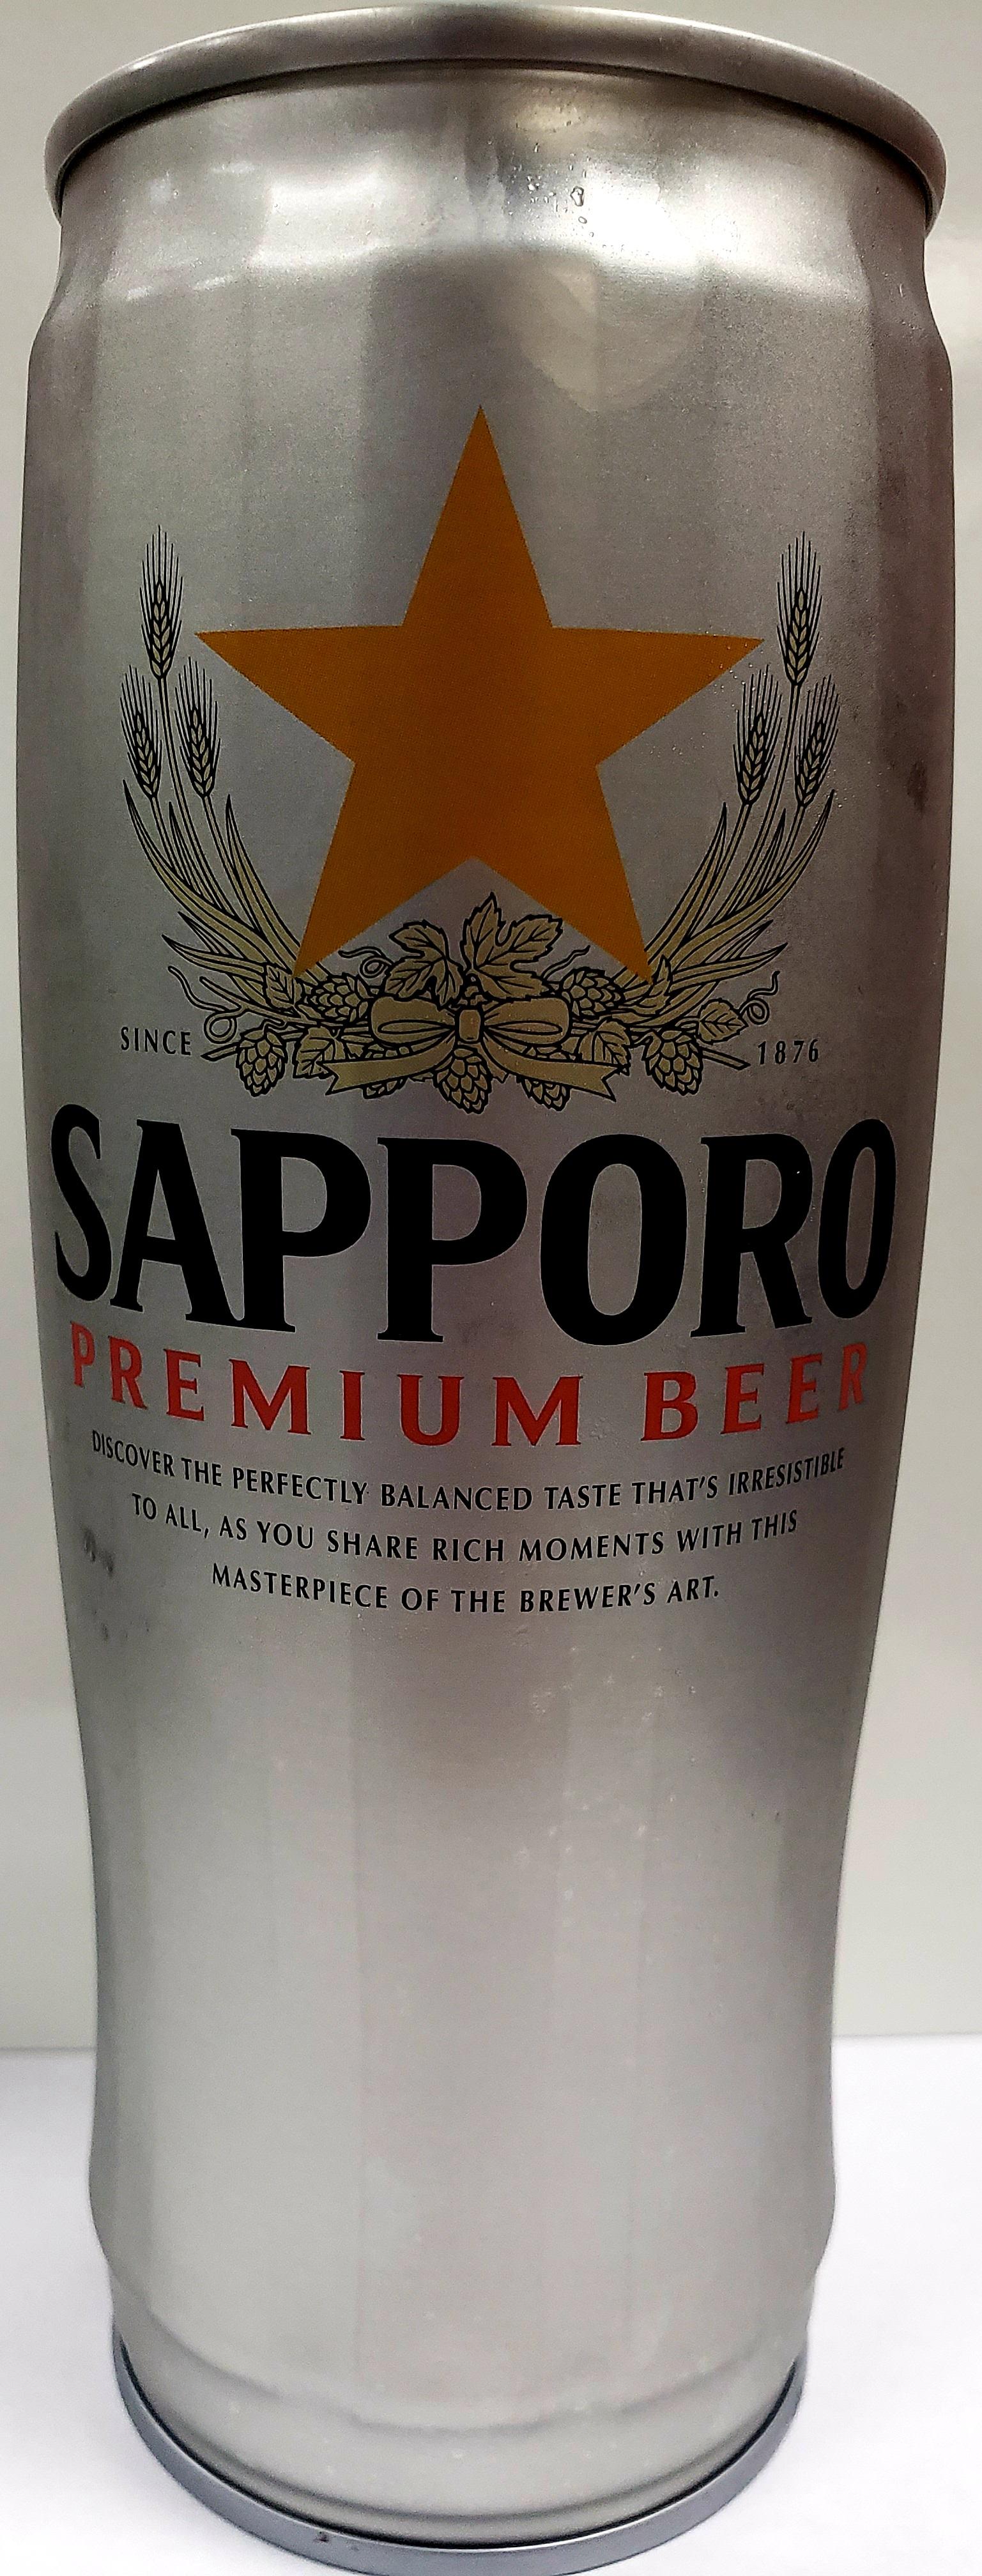 SINCE 1876
SAPPORO
PREMIUM BEER
DISCOVER THE PERFECTLY BALANCED TASTE THAT'S IRRESISTIBLE
TO ALL, AS YOU SHARE RICH MOMENTS WITH THIS
MASTERPIECE OF THE BREWER'S ART.